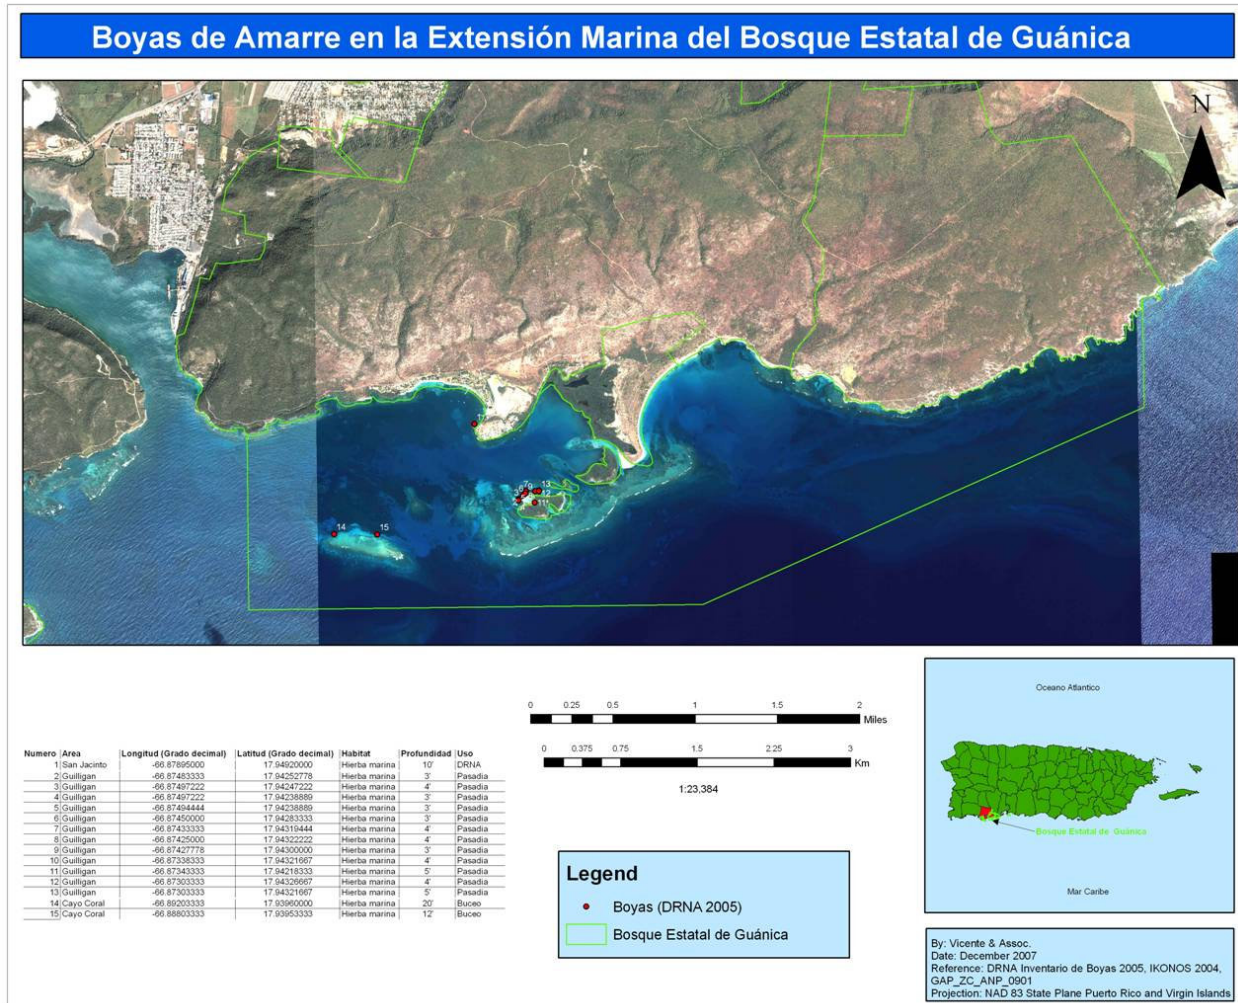 Boyas de Amarre en la Extensión Marina del Bosque Estatal de Guánica
N
1
7
9
13
3
12
11
14
15
0 0.25 0.5 1 1.5 2
Miles
0 0.375 0.75 1.5 2.25 3
Km
1:23,384
Numero Area Longitud (Grado decimal) Latitud (Grado decimal) Habitat Profundidad Uso
1 San Jacinto -66.87895000 17.94920000 Hierba marina 10' DRNA
2 Guilligan -66.87483333 17.94252778 Hierba marina 3' Pasadia
3 Guilligan -66.87497222 17.94247222 Hierba marina 4' Pasadia
4 Guilligan -66.87497222 17.94238889 Hierba marina 3' Pasadia
5 Guilligan -66.87494444 17.94238889 Hierba marina 3' Pasadia
6 Guilligan -66.87450000 17.94283333 Hierba marina 3' Pasadia
7 Guilligan -66.87433333 17.94319444 Hierba marina 4' Pasadia
8 Guilligan -66.87425000 17.94322222 Hierba marina 4' Pasadia
9 Guilligan -66.87427778 17.94300000 Hierba marina 3' Pasadia
10 Guilligan -66.87338333 17.94321667 Hierba marina 4' Pasadia
11 Guilligan -66.87343333 17.94218333 Hierba marina 5' Pasadia
12 Guilligan -66.87303333 17.94326667 Hierba marina 4' Pasadia
13 Guilligan -66.87303333 17.94321667 Hierba marina 5' Pasadia
14 Cayo Coral -66.89203333 17.93960000 Hierba marina 20' Buceo
15 Cayo Coral -66.88803333 17.93953333 Hierba marina 12' Buceo
Legend
Boyas (DRNA 2005)
Bosque Estatal de Guánica
Oceano Atlantico
Bosque Estatal de Guánica
Mar Caribe
By: Vicente & Assoc.
Date: December 2007
Reference: DRNA Inventario de Boyas 2005, IKONOS 2004,
GAP_ZC_ANP_0901
Projection: NAD 83 State Plane Puerto Rico and Virgin Islands